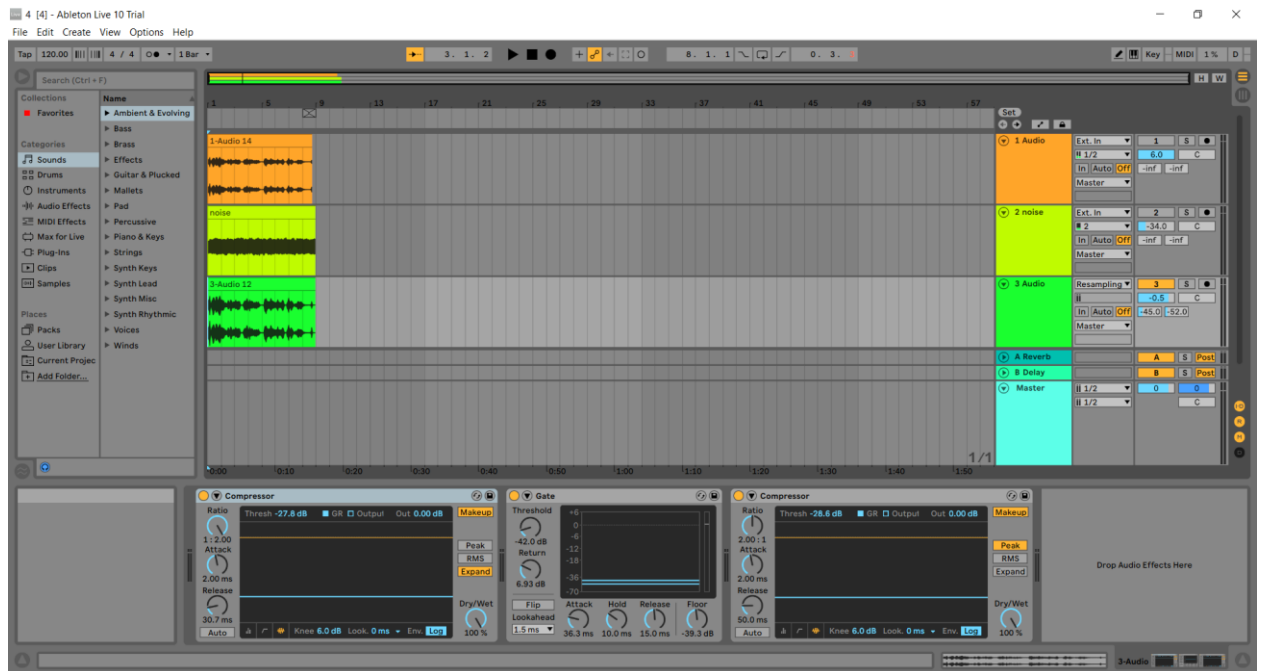 4 [4] - Ableton Live 10 Trial
File Edit Create View Options Help
Tap 120.00 4 / 4 1 Bar 3. 1. 2 8. 1. 1 0. 3. Key MIDI 1 % D
Search (Ctrl + F) H W
Collections Name
Favorites Ambient & Evolving
Bass
Categories Brass
Sounds Effects
Drums Guitar & Plucked
Instruments Mallets
Audio Effects Pad
MIDI Effects Percussive
Max for Live Piano & Keys
Plug-Ins Strings
Clips Synth Keys
Samples Synth Lead
Synth Misc
Places Synth Rhythmic
Packs Voices
User Library Winds
Current Projec
Add Folder...
1 5 9 13 17 21 25 29 33 37 41 45 49 53 57
Set
1-Audio 14 1 Audio Ext. In 1 S
1/2 6.0 C
In Auto Off -inf -inf
Master
noise 2 noise Ext. In 2 S
2 -34.0 C
In Auto Off -inf -inf
Master
3-Audio 12 3 Audio Resampling 3 S
-0.5 C
In Auto Off -45.0 -52.0
Master
A Reverb A S Post
B Delay B S Post
Master 1/2 0 0
1/2 C
1/1
0:00 0:10 0:20 0:30 0:40 0:50 1:00 1:10 1:20 1:30 1:40 1:50
Compressor
Ratio Thresh -27.8 dB GR Output Out 0.00 dB Makeup
1 : 2.00
Attack Peak
RMS
2.00 ms Expand
Release
30.7 ms Dry/Wet
Auto Knee 6.0 dB Look. 0 ms Env. Log 100 %
Gate
Threshold +6
0
-42.0 dB -6
Return -12
-18
6.93 dB -36
-70
Flip Attack Hold Release Floor
Lookahead
1.5 ms 36.3 ms 10.0 ms 15.0 ms -39.3 dB
Compressor
Ratio Thresh -28.6 dB GR Output Out 0.00 dB Makeup
2.00 : 1
Attack Peak
RMS
2.00 ms Expand
Release
50.0 ms Dry/Wet
Auto Knee 6.0 dB Look. 0 ms Env. Log 100 %
Drop Audio Effects Here
3-Audio